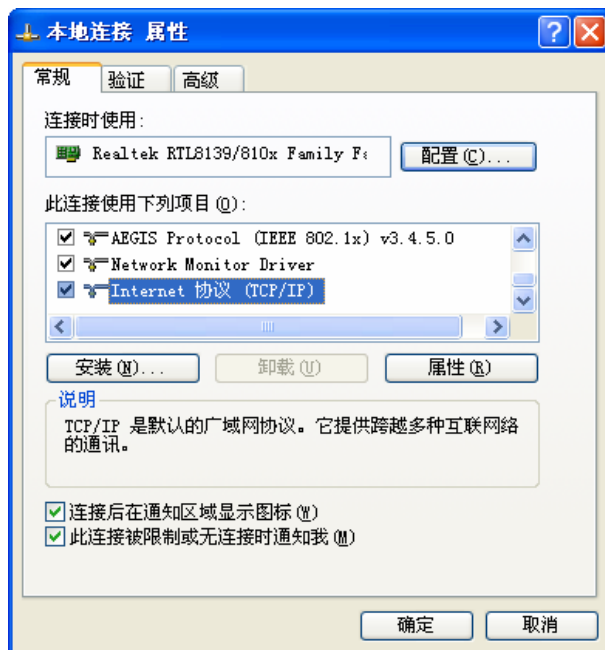 本地连接 属性
常规 验证 高级
连接时使用:
Realtek RTL8139/810x Family Fa 配置(C)...
此连接使用下列项目(O):
AEGIS Protocol (IEEE 802.1x) v3.4.5.0
Network Monitor Driver
Internet 协议 (TCP/IP)
安装(N)... 卸载(U) 属性(R)
说明
TCP/IP 是默认的广域网协议。它提供跨越多种互联网络
的通讯。
连接后在通知区域显示图标(W)
此连接被限制或无连接时通知我(M)
确定 取消